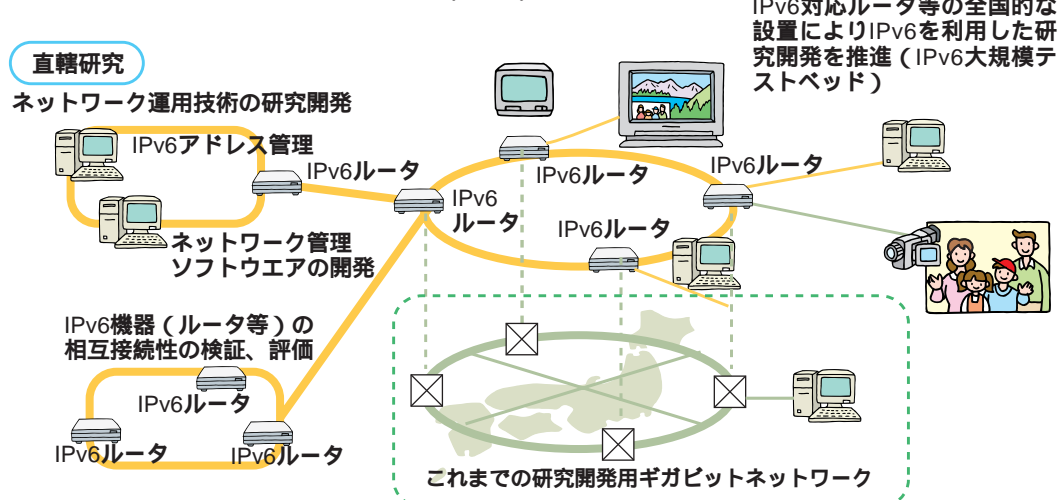 IPv6対応ルータ等の全国的な
設置によりIPv6を利用した研
究開発を推進(IPv6大規模テ
ストベッド)
直轄研究
ネットワーク運用技術の研究開発
IPv6アドレス管理
IPv6ルータ
IPv6
ルータ
IPv6ルータ
IPv6ルータ
IPv6ルータ
ネットワーク管理
ソフトウエアの開発
IPv6機器(ルータ等)の
相互接続性の検証、評価
IPv6ルータ
IPv6ルータ
IPv6ルータ
これまでの研究開発用ギガビットネットワーク